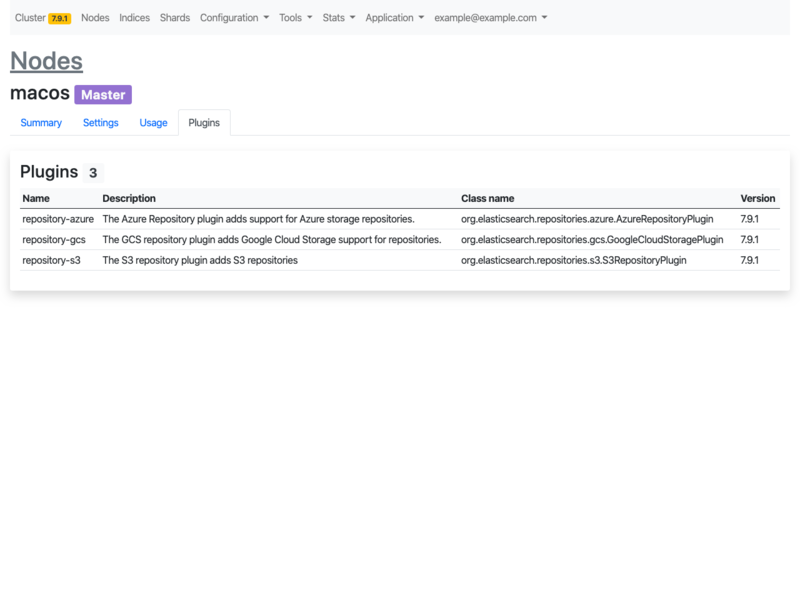 Cluster 7.9.1 Nodes Indices Shards Configuration Tools Stats Application example@example.com
Nodes
macos Master
Summary Settings Usage Plugins
Plugins 3
Name Description Class name Version
repository-azure The Azure Repository plugin adds support for Azure storage repositories. org.elasticsearch.repositories.azure.AzureRepositoryPlugin 7.9.1
repository-gcs The GCS repository plugin adds Google Cloud Storage support for repositories. org.elasticsearch.repositories.gcs.GoogleCloudStoragePlugin 7.9.1
repository-s3 The S3 repository plugin adds S3 repositories org.elasticsearch.repositories.s3.S3RepositoryPlugin 7.9.1